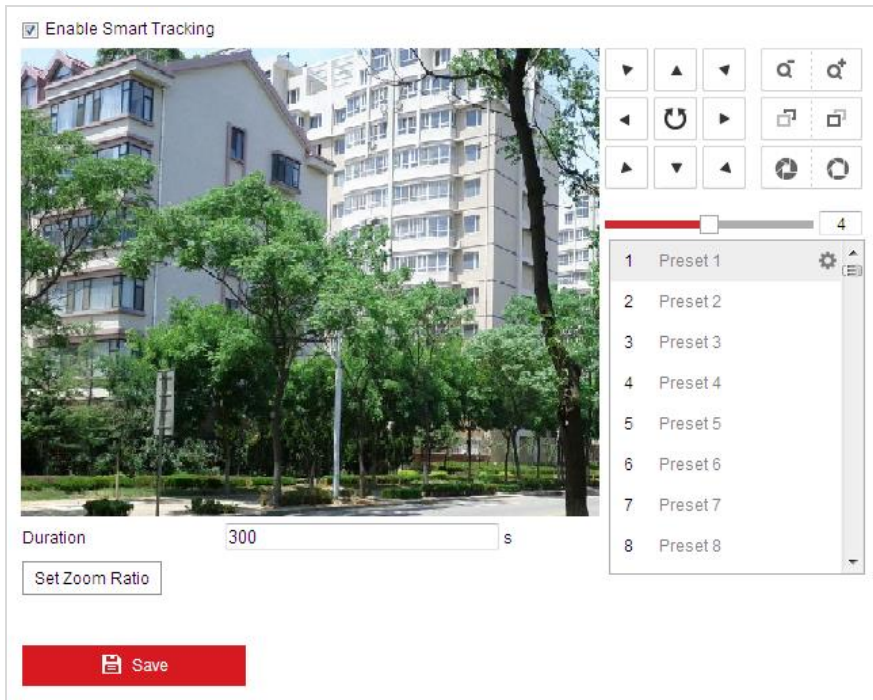 Enable Smart Tracking
4
1 Preset 1
2 Preset 2
3 Preset 3
4 Preset 4
5 Preset 5
6 Preset 6
7 Preset 7
8 Preset 8
Duration 300 s
Set Zoom Ratio
Save